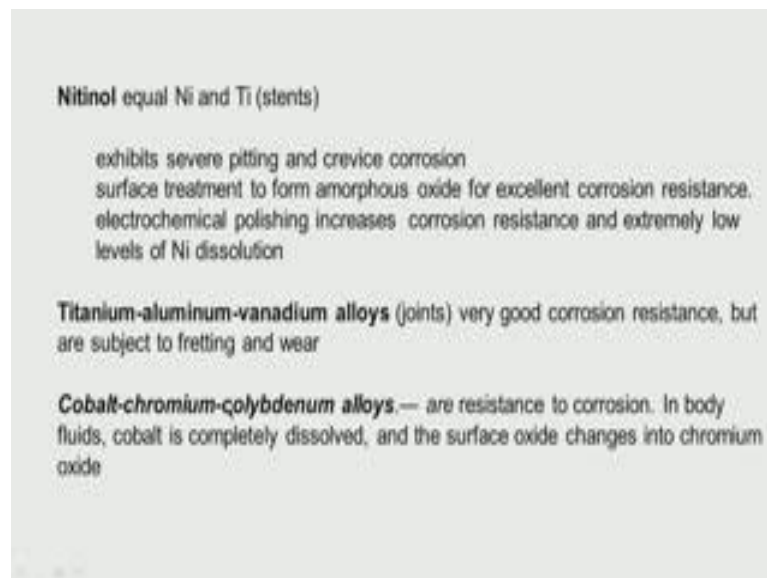 Nitinol equal Ni and Ti (stents)
exhibits severe pitting and crevice corrosion
surface treatment to form amorphous oxide for excellent corrosion resistance.
electrochemical polishing increases corrosion resistance and extremely low
levels of Ni dissolution
Titanium-aluminum-vanadium alloys (joints) very good corrosion resistance, but
are subject to fretting and wear
Cobalt-chromium-çolybdenum alloys.— are resistance to corrosion. In body
fluids, cobalt is completely dissolved, and the surface oxide changes into chromium
oxide